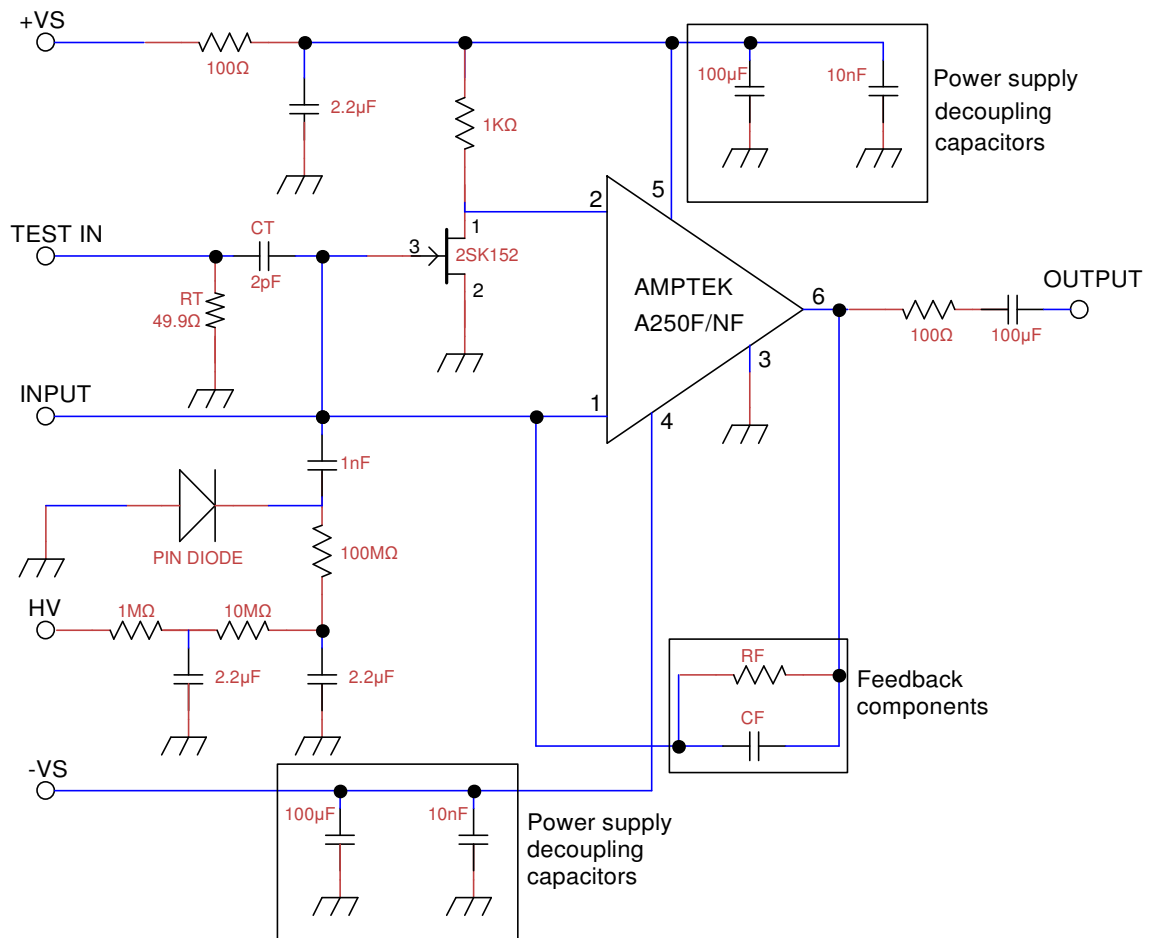 +VS
100Ω
2.2µF
1KΩ
100µF
10nF
Power supply
decoupling
capacitors
TEST IN
CT
2pF
RT
49.9Ω
3
1
2SK152
2
2
5
AMPTEK
A250F/NF
6
3
1
4
OUTPUT
100Ω
100µF
INPUT
1nF
PIN DIODE
100MΩ
HV
1MΩ
10MΩ
2.2µF
2.2µF
RF
CF
Feedback
components
-VS
100µF
10nF
Power supply
decoupling
capacitors